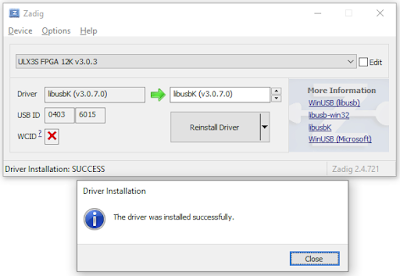 Zadig
Device Options Help
ULX3S FPGA 12K v3.0.3
Edit
Driver libusbK (v3.0.7.0) libusbK (v3.0.7.0)
USB ID 0403 6015
WCID ?
Reinstall Driver
More Information
WinUSB (libusb)
libusb-win32
libusbK
WinUSB (Microsoft)
Driver Installation: SUCCESS
Zadig 2.4.721
Driver Installation
The driver was installed successfully.
Close